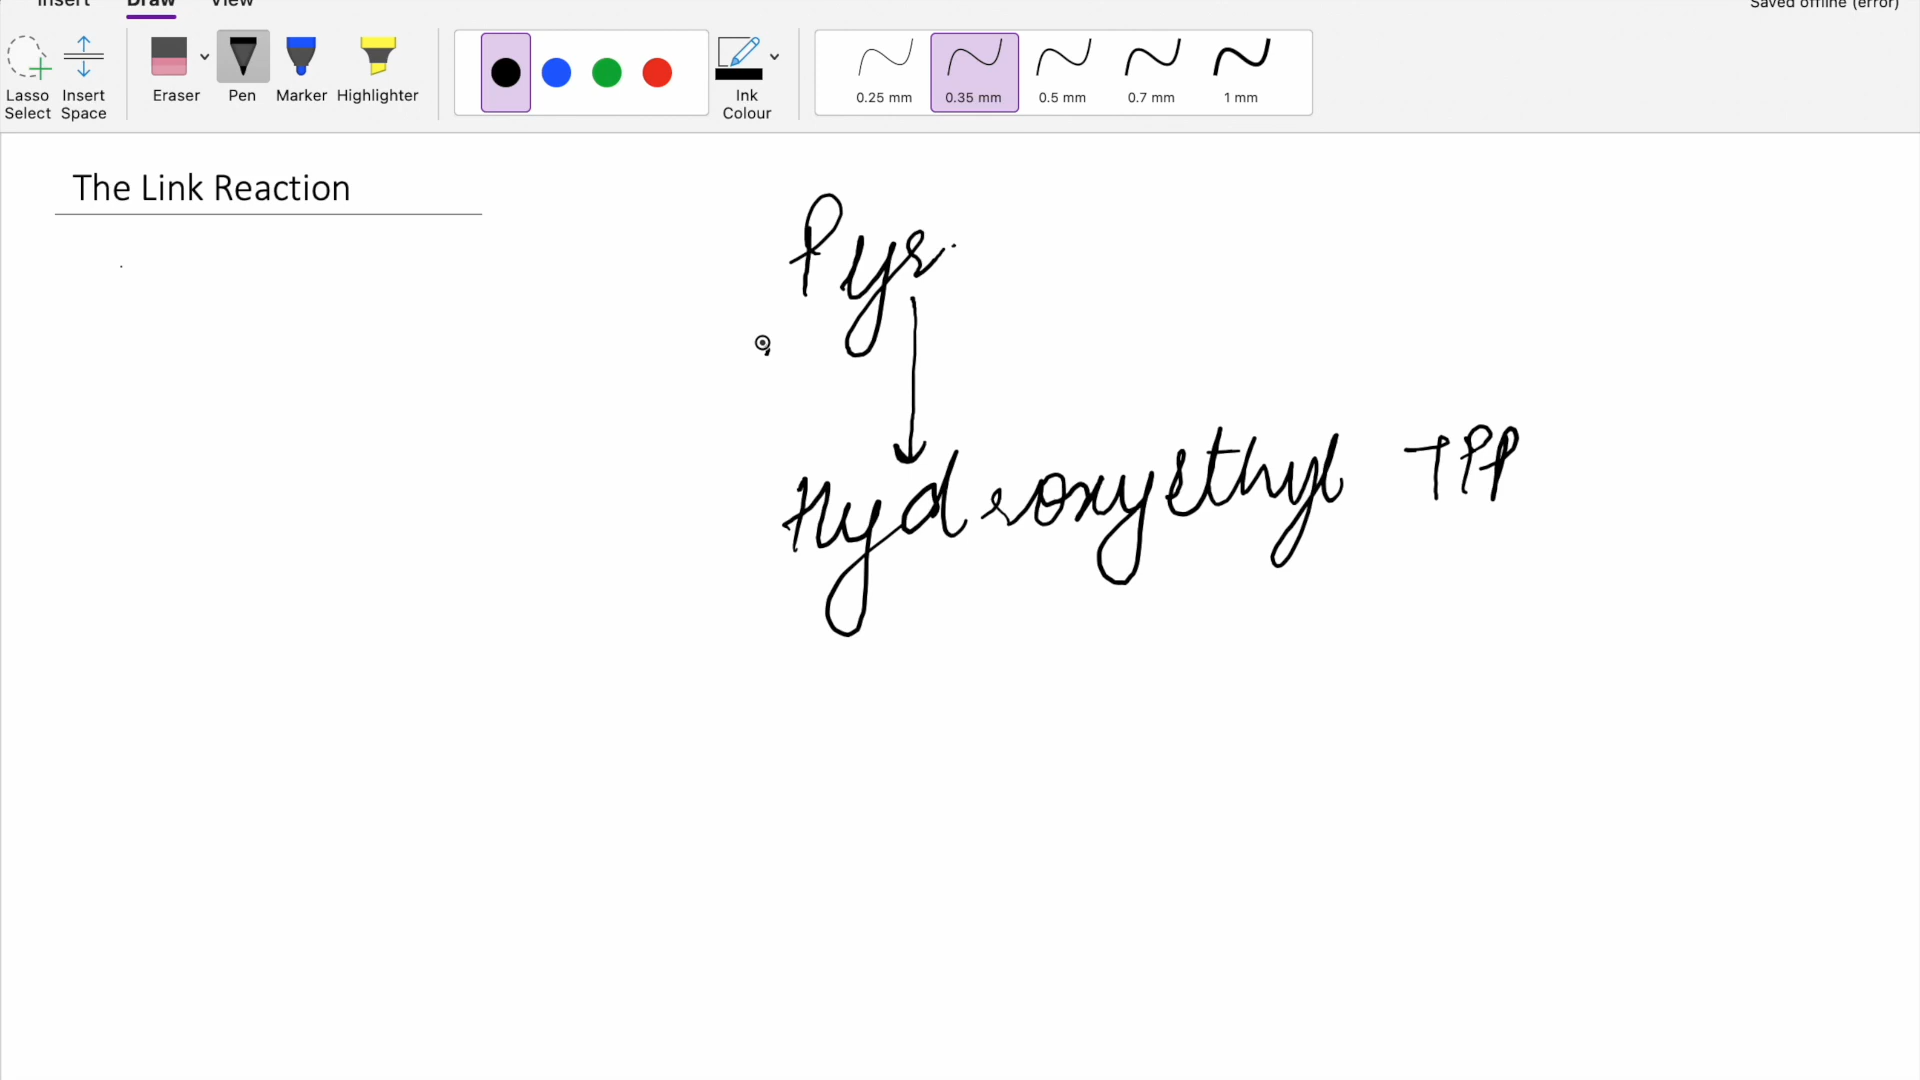 Insert Draw View Saved offline (error)
Lasso Select
Insert Space
Eraser
Pen
Marker
Highlighter
Ink Colour
0.25 mm
0.35 mm
0.5 mm
0.7 mm
1 mm
The Link Reaction
Pyr.
Hydroxyethyl TPP